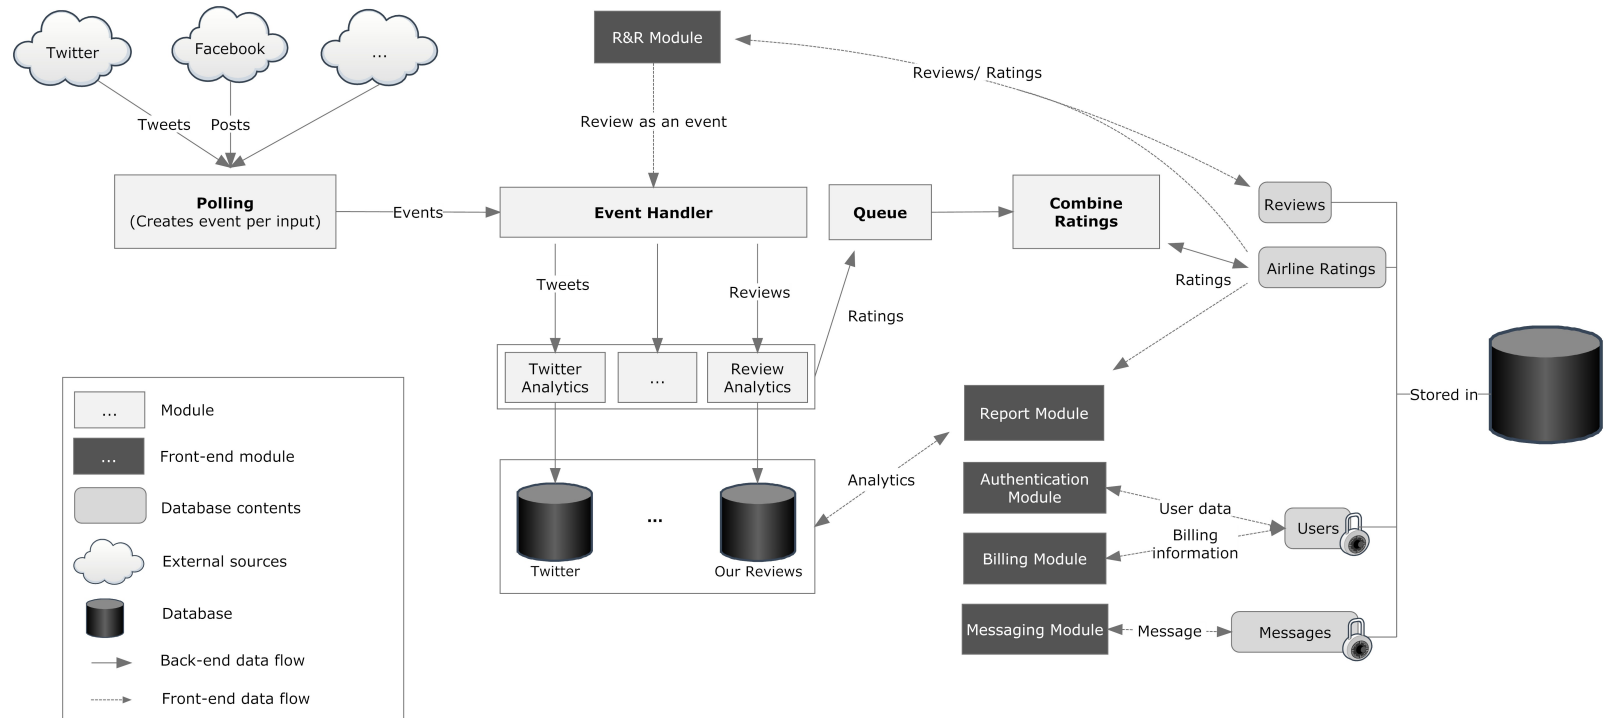 Twitter
Facebook
...
R&R Module
Reviews/ Ratings
Tweets
Posts
Review as an event
Polling
(Creates event per input)
Events
Event Handler
Queue
Combine
Ratings
Reviews
Airline Ratings
Ratings
Tweets
Reviews
Ratings
Twitter
Analytics
...
Review
Analytics
Stored in
Report Module
Analytics
Authentication
Module
User data
Billing
information
Users
Billing Module
Messaging Module
Message
Messages
...
Twitter
Our Reviews
...
Module
...
Front-end module
Database contents
External sources
Database
Back-end data flow
Front-end data flow